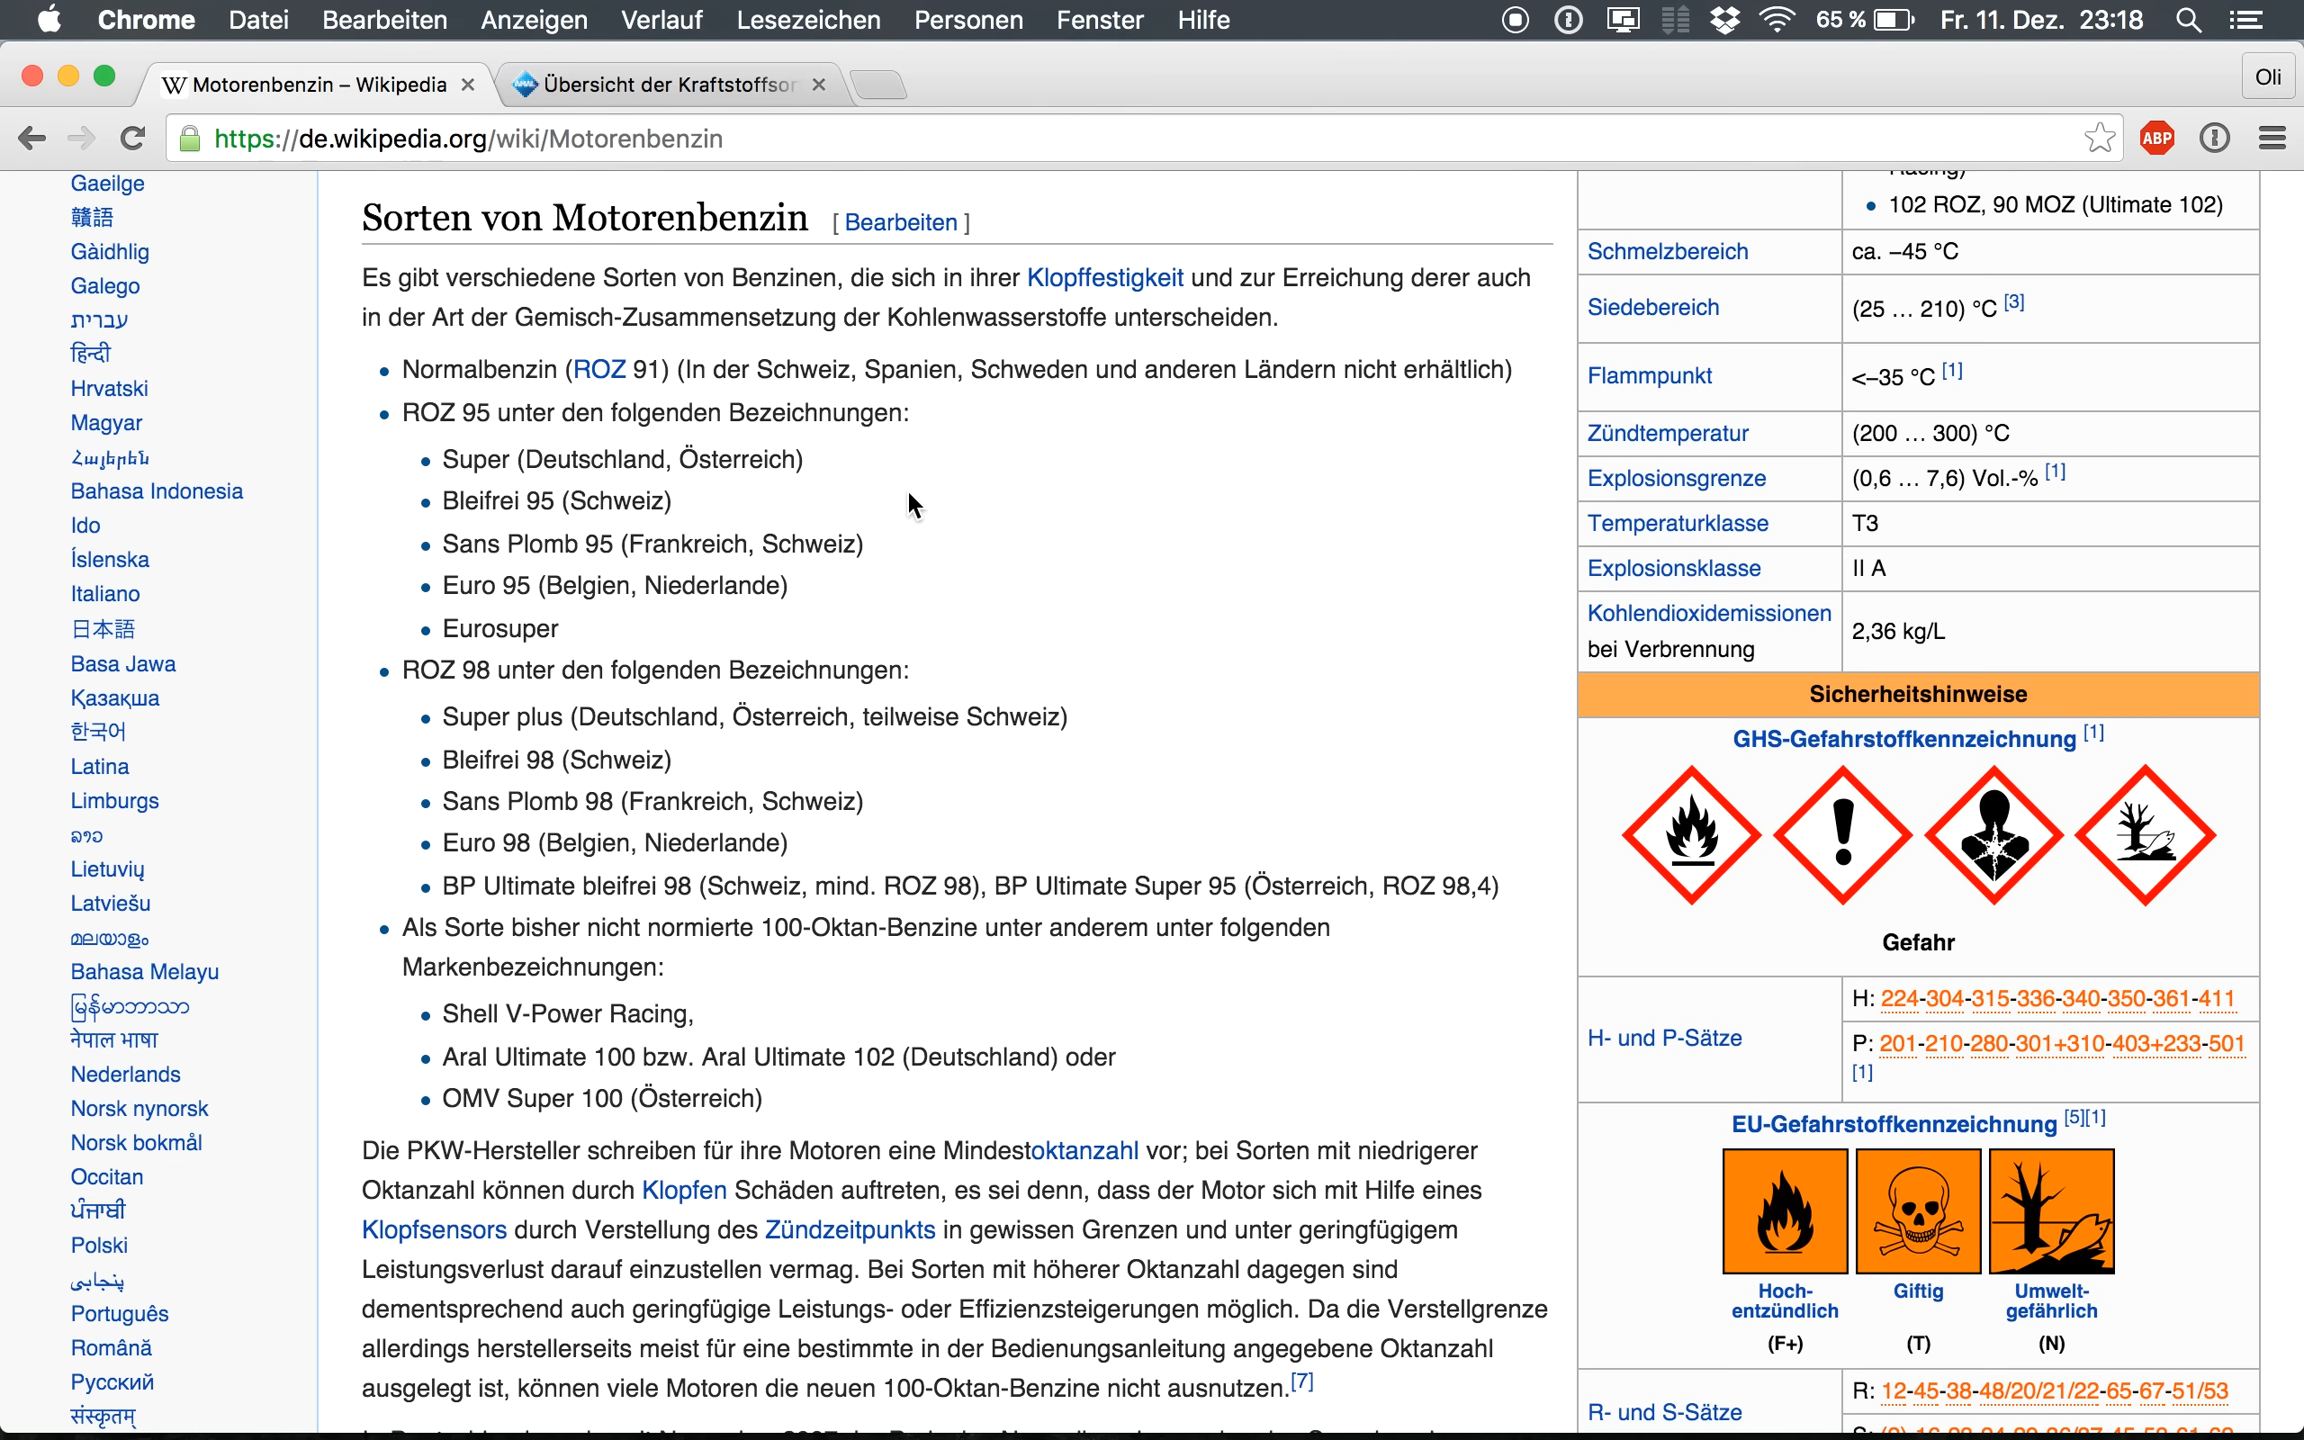 Chrome Datei Bearbeiten Anzeigen Verlauf Lesezeichen Personen Fenster Hilfe 65 % Fr. 11. Dez. 23:18
W Motorenbenzin – Wikipedia × Übersicht der Kraftstoffsor × Oli
https://de.wikipedia.org/wiki/Motorenbenzin ABP
Gaeilge
贛語
Gàidhlig
Galego
עברית
हिन्दी
Hrvatski
Magyar
Հայերեն
Bahasa Indonesia
Ido
Íslenska
Italiano
日本語
Basa Jawa
Қазақша
한국어
Latina
Limburgs
ລາວ
Lietuvių
Latviešu
മലയാളം
Bahasa Melayu
မြန်မာဘာသာ
नेपाल भाषा
Nederlands
Norsk nynorsk
Norsk bokmål
Occitan
ਪੰਜਾਬੀ
Polski
پنجابی
Português
Română
Русский
संस्कृतम्
Sorten von Motorenbenzin [ Bearbeiten ]
Es gibt verschiedene Sorten von Benzinen, die sich in ihrer Klopffestigkeit und zur Erreichung derer auch
in der Art der Gemisch-Zusammensetzung der Kohlenwasserstoffe unterscheiden.
• Normalbenzin (ROZ 91) (In der Schweiz, Spanien, Schweden und anderen Ländern nicht erhältlich)
• ROZ 95 unter den folgenden Bezeichnungen:
• Super (Deutschland, Österreich)
• Bleifrei 95 (Schweiz)
• Sans Plomb 95 (Frankreich, Schweiz)
• Euro 95 (Belgien, Niederlande)
• Eurosuper
• ROZ 98 unter den folgenden Bezeichnungen:
• Super plus (Deutschland, Österreich, teilweise Schweiz)
• Bleifrei 98 (Schweiz)
• Sans Plomb 98 (Frankreich, Schweiz)
• Euro 98 (Belgien, Niederlande)
• BP Ultimate bleifrei 98 (Schweiz, mind. ROZ 98), BP Ultimate Super 95 (Österreich, ROZ 98,4)
• Als Sorte bisher nicht normierte 100-Oktan-Benzine unter anderem unter folgenden
Markenbezeichnungen:
• Shell V-Power Racing,
• Aral Ultimate 100 bzw. Aral Ultimate 102 (Deutschland) oder
• OMV Super 100 (Österreich)
Die PKW-Hersteller schreiben für ihre Motoren eine Mindestoktanzahl vor; bei Sorten mit niedrigerer
Oktanzahl können durch Klopfen Schäden auftreten, es sei denn, dass der Motor sich mit Hilfe eines
Klopfsensors durch Verstellung des Zündzeitpunkts in gewissen Grenzen und unter geringfügigem
Leistungsverlust darauf einzustellen vermag. Bei Sorten mit höherer Oktanzahl dagegen sind
dementsprechend auch geringfügige Leistungs- oder Effizienzsteigerungen möglich. Da die Verstellgrenze
allerdings herstellerseits meist für eine bestimmte in der Bedienungsanleitung angegebene Oktanzahl
ausgelegt ist, können viele Motoren die neuen 100-Oktan-Benzine nicht ausnutzen.[7]
Racing)
• 102 ROZ, 90 MOZ (Ultimate 102)
Schmelzbereich ca. –45 °C
Siedebereich (25 … 210) °C [3]
Flammpunkt <–35 °C [1]
Zündtemperatur (200 … 300) °C
Explosionsgrenze (0,6 … 7,6) Vol.-% [1]
Temperaturklasse T3
Explosionsklasse II A
Kohlendioxidemissionen
bei Verbrennung 2,36 kg/L
Sicherheitshinweise
GHS-Gefahrstoffkennzeichnung [1]
Gefahr
H- und P-Sätze H: 224-304-315-336-340-350-361-411
P: 201-210-280-301+310-403+233-501
[1]
EU-Gefahrstoffkennzeichnung [5][1]
Hoch-
entzündlich
(F+)
Giftig
(T)
Umwelt-
gefährlich
(N)
R- und S-Sätze R: 12-45-38-48/20/21/22-65-67-51/53